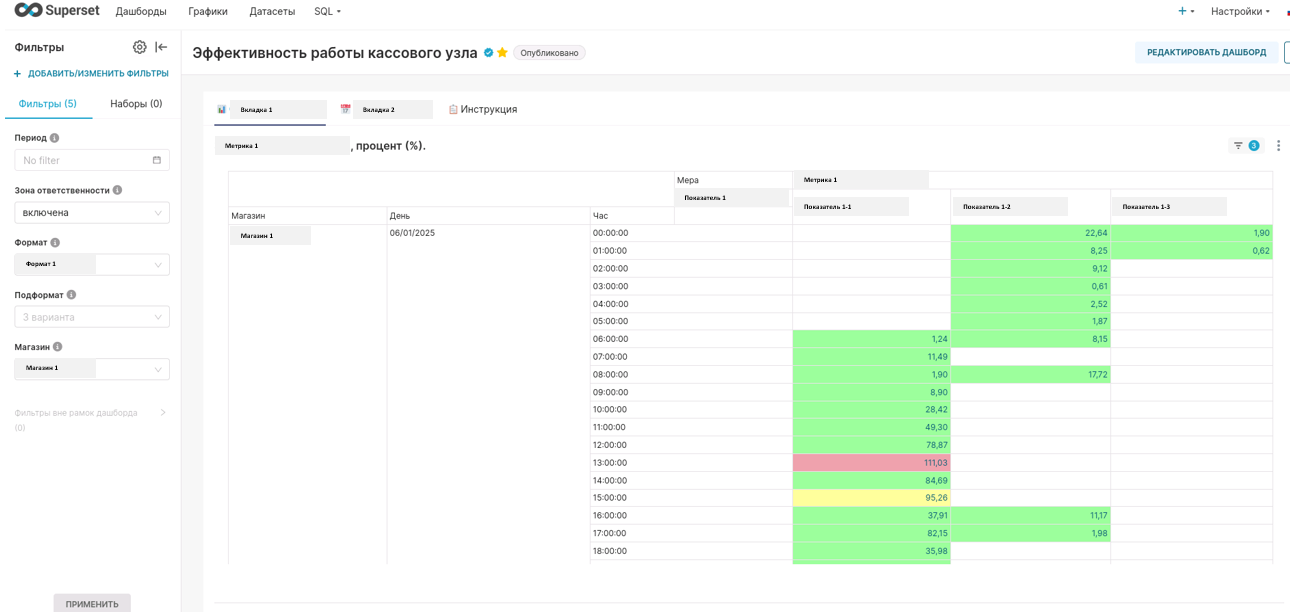 Superset Дашборды Графики Датасеты SQL Настройки
Фильтры
+ ДОБАВИТЬ/ИЗМЕНИТЬ ФИЛЬТРЫ
Фильтры (5) Наборы (0)
Период
No filter
Зона ответственности
включена
Формат
Формат 1
Подформат
3 варианта
Магазин
Магазин 1
Фильтры вне рамок дашборда
(0)
ПРИМЕНИТЬ
Эффективность работы кассового узла Опубликовано РЕДАКТИРОВАТЬ ДАШБОРД
Вкладка 1 Вкладка 2 Инструкция
Метрика 1 , процент (%). 3
Мера Метрика 1
Показатель 1 Показатель 1-1 Показатель 1-2 Показатель 1-3
Магазин День Час
Магазин 1 06/01/2025 00:00:00 22,64 1,90
01:00:00 8,25 0,62
02:00:00 9,12
03:00:00 0,61
04:00:00 2,52
05:00:00 1,87
06:00:00 1,24 8,15
07:00:00 11,49
08:00:00 1,90 17,72
09:00:00 8,90
10:00:00 28,42
11:00:00 49,30
12:00:00 78,87
13:00:00 111,03
14:00:00 84,69
15:00:00 95,26
16:00:00 37,91 11,17
17:00:00 82,15 1,98
18:00:00 35,98